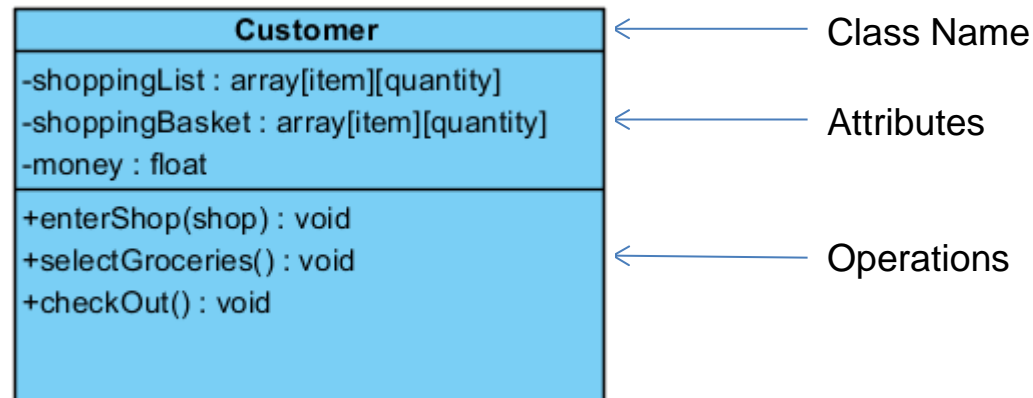 Customer
Class Name
-shoppingList : array[item][quantity]
-shoppingBasket : array[item][quantity]
-money : float
Attributes
+enterShop(shop) : void
+selectGroceries() : void
+checkOut() : void
Operations